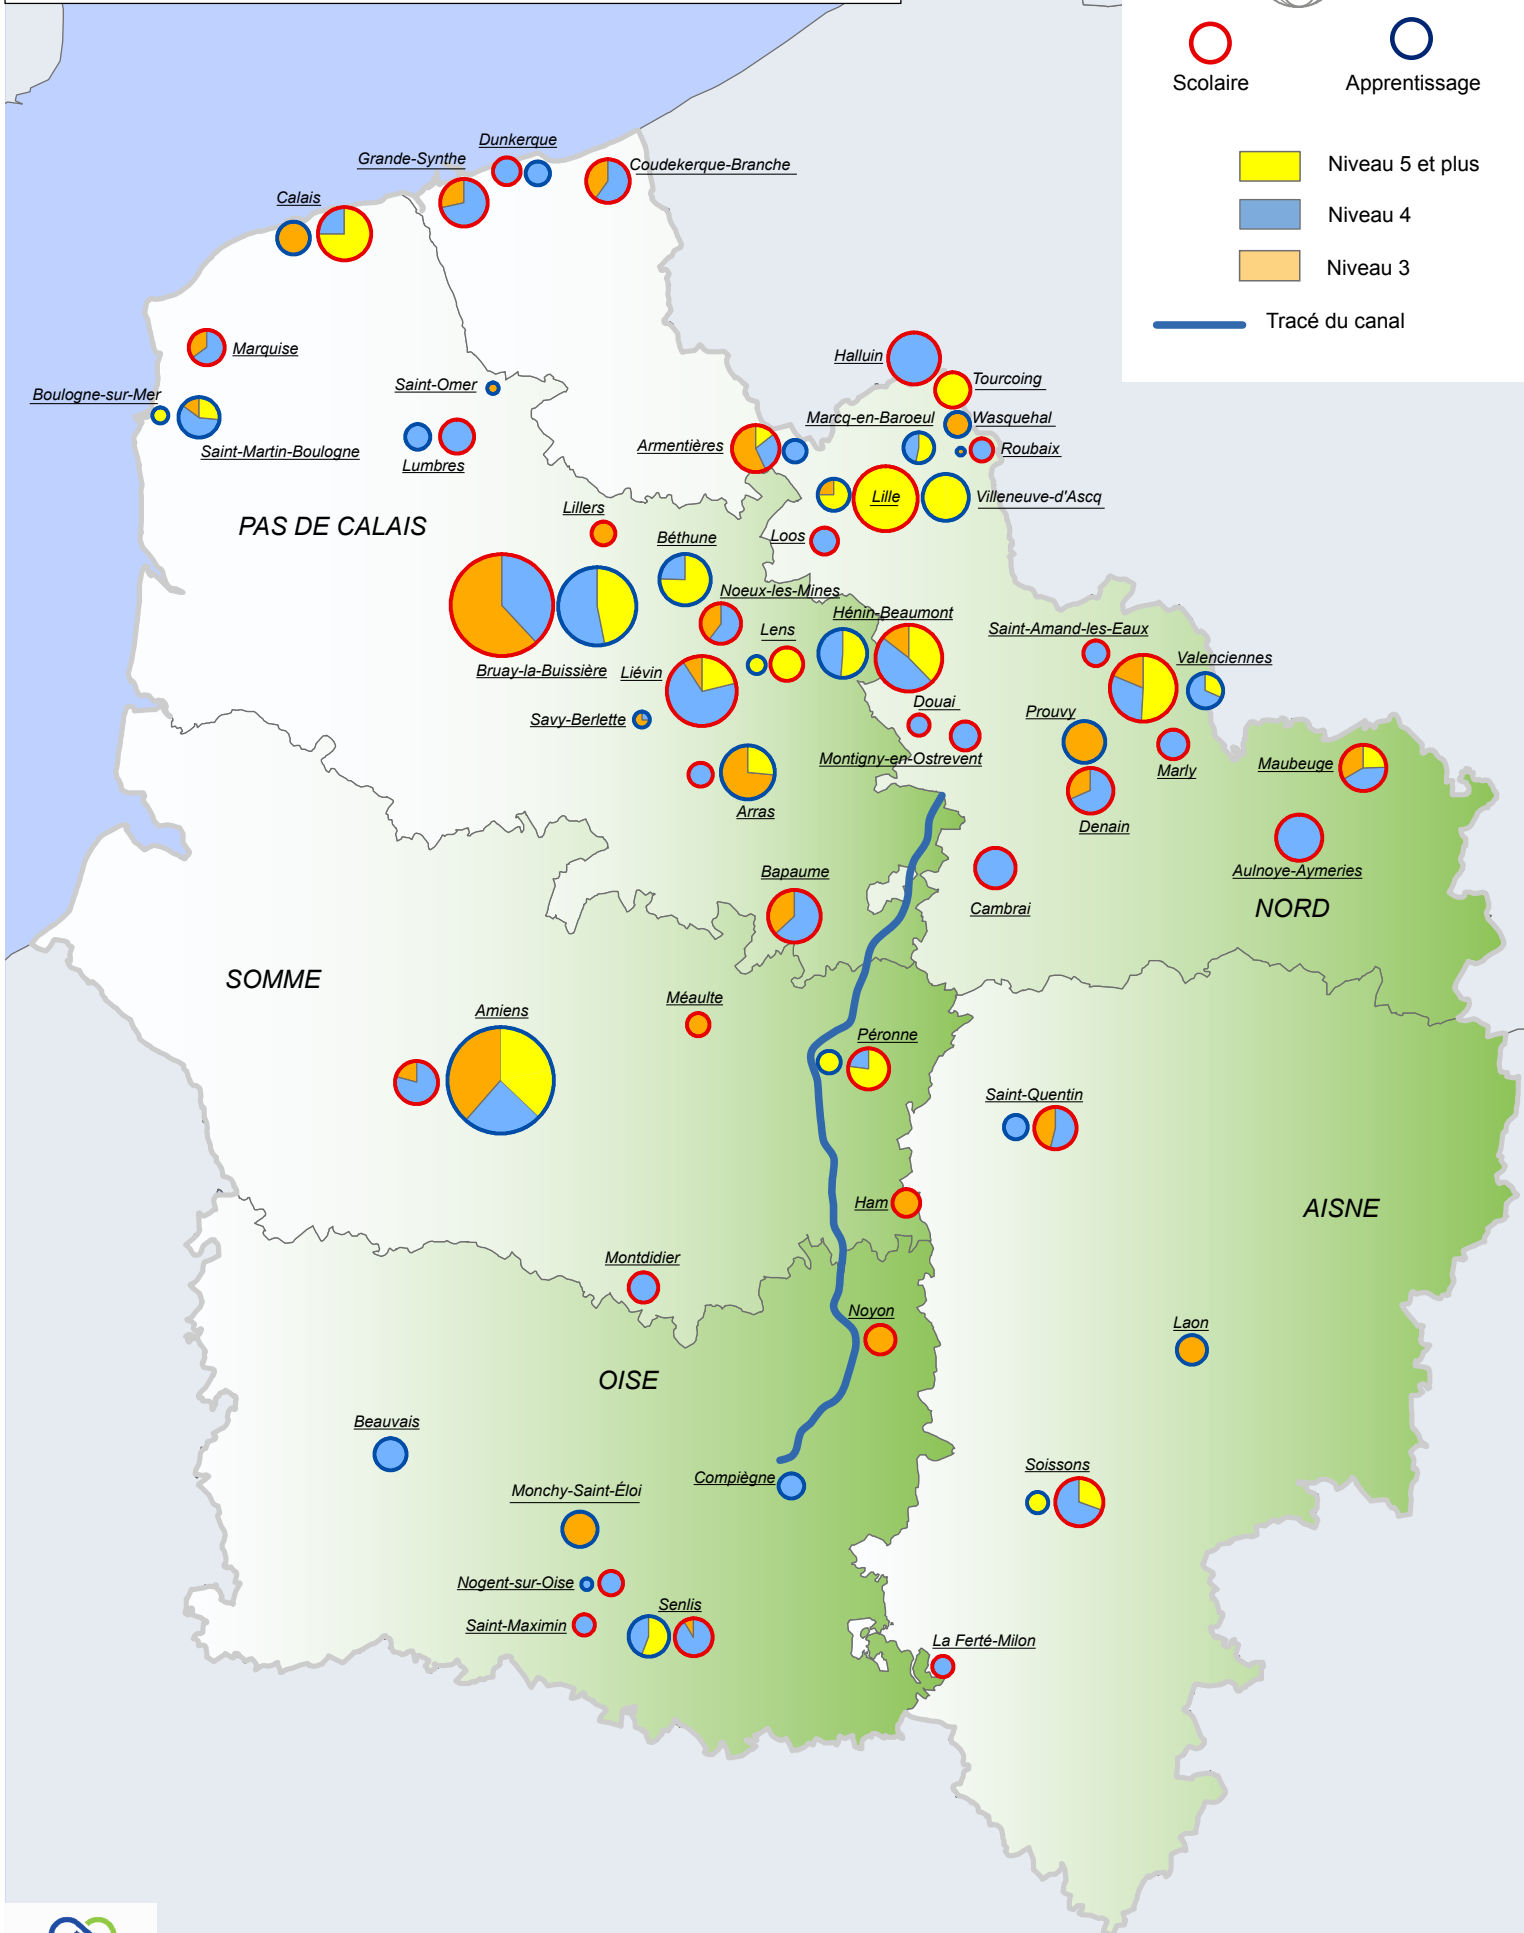 Scolaire
Apprentissage
Niveau 5 et plus
Niveau 4
Niveau 3
Tracé du canal
Dunkerque
Grande-Synthe
Coudekerque-Branche
Calais
Marquise
Halluin
Tourcoing
Saint-Omer
Boulogne-sur-Mer
Marcq-en-Baroeul
Wasquehal
Saint-Martin-Boulogne
Lumbres
Armentières
Roubaix
Lille
Villeneuve-d'Ascq
PAS DE CALAIS
Lillers
Béthune
Loos
Noeux-les-Mines
Hénin-Beaumont
Lens
Saint-Amand-les-Eaux
Valenciennes
Bruay-la-Buissière
Liévin
Douai
Prouvy
Savy-Berlette
Montigny-en-Ostrevent
Marly
Maubeuge
Arras
Denain
Bapaume
Aulnoye-Aymeries
Cambrai
NORD
SOMME
Méaulte
Amiens
Péronne
Saint-Quentin
Ham
AISNE
Montdidier
Noyon
Laon
OISE
Beauvais
Compiègne
Soissons
Monchy-Saint-Éloi
Nogent-sur-Oise
Senlis
Saint-Maximin
La Ferté-Milon